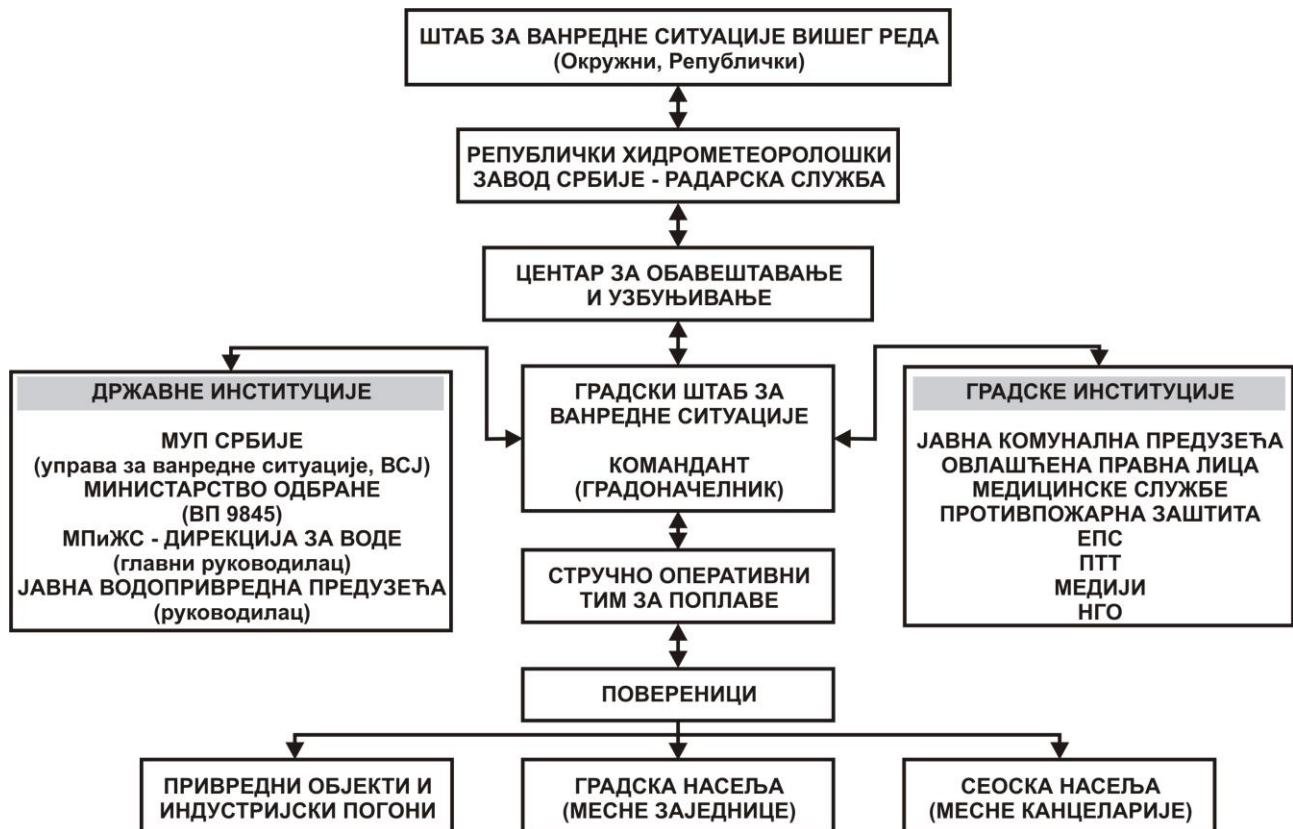 ШТАБ ЗА ВАНРЕДНЕ СИТУАЦИЈЕ ВИШЕГ РЕДА
(Окружни, Републички)
РЕПУБЛИЧКИ ХИДРОМЕТЕОРОЛОШКИ
ЗАВОД СРБИЈЕ - РАДАРСКА СЛУЖБА
ЦЕНТАР ЗА ОБАВЕШТАВАЊЕ
И УЗБУЊИВАЊЕ
ДРЖАВНЕ ИНСТИТУЦИЈЕ
МУП СРБИЈЕ
(управа за ванредне ситуације, ВСЈ)
МИНИСТАРСТВО ОДБРАНЕ
(ВП 9845)
МПиЖС - ДИРЕКЦИЈА ЗА ВОДЕ
(главни руководилац)
ЈАВНА ВОДОПРИВРЕДНА ПРЕДУЗЕЋА
(руководилац)
ГРАДСКИ ШТАБ ЗА
ВАНРЕДНЕ СИТУАЦИЈЕ
КОМАНДАНТ
(ГРАДОНАЧЕЛНИК)
ГРАДСКЕ ИНСТИТУЦИЈЕ
ЈАВНА КОМУНАЛНА ПРЕДУЗЕЋА
ОВЛАШЋЕНА ПРАВНА ЛИЦА
МЕДИЦИНСКЕ СЛУЖБЕ
ПРОТИВПОЖАРНА ЗАШТИТА
ЕПС
ПТТ
МЕДИЈИ
НГО
СТРУЧНО ОПЕРАТИВНИ
ТИМ ЗА ПОПЛАВЕ
ПОВЕРЕНИЦИ
ПРИВРЕДНИ ОБЈЕКТИ И
ИНДУСТРИЈСКИ ПОГОНИ
ГРАДСКА НАСЕЉА
(МЕСНЕ ЗАЈЕДНИЦЕ)
СЕОСКА НАСЕЉА
(МЕСНЕ КАНЦЕЛАРИЈЕ)